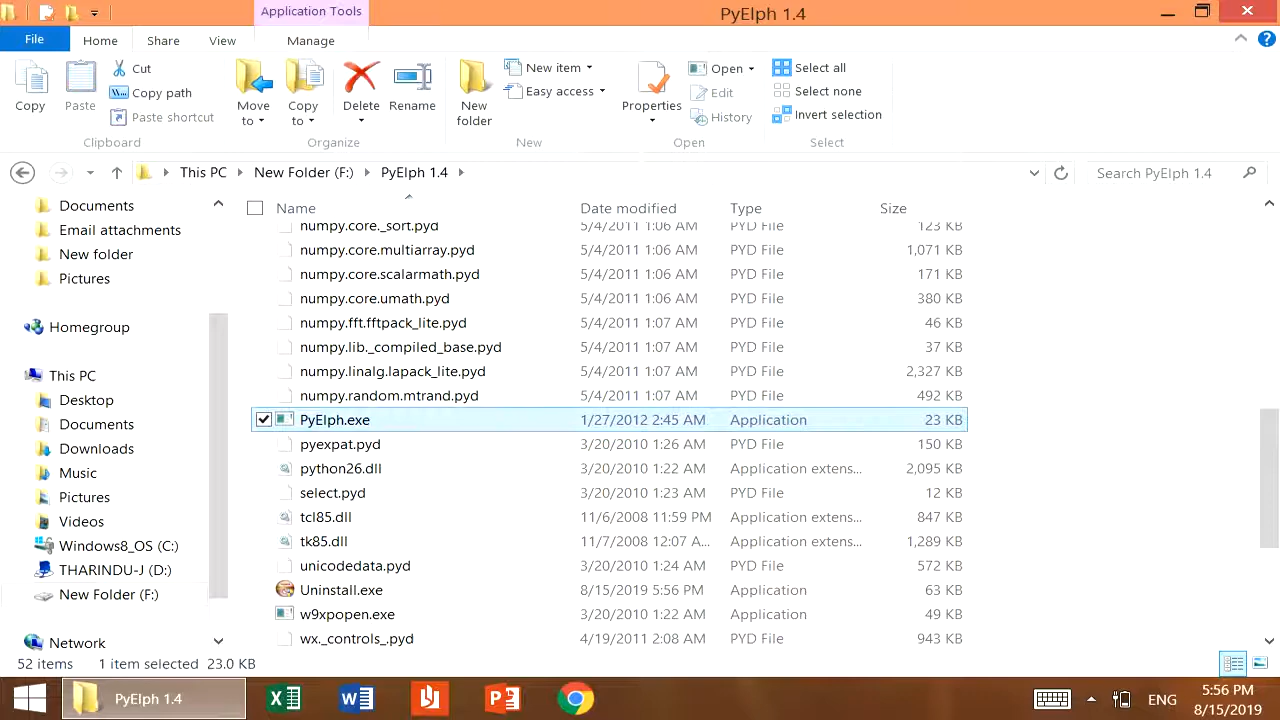 Application Tools
PyElph 1.4
File Home Share View Manage
Copy
Paste
Cut
Copy path
Paste shortcut
Clipboard
Move to
Copy to
Delete
Rename
Organize
New folder
New item
Easy access
New
Properties
Open
Edit
History
Open
Select all
Select none
Invert selection
Select
This PC New Folder (F:) PyElph 1.4
Search PyElph 1.4
Documents
Email attachments
New folder
Pictures
Homegroup
This PC
Desktop
Documents
Downloads
Music
Pictures
Videos
Windows8_OS (C:)
THARINDU-J (D:)
New Folder (F:)
Network
Name Date modified Type Size
numpy.core._sort.pyd 5/4/2011 1:06 AM PYD File 123 KB
numpy.core.multiarray.pyd 5/4/2011 1:06 AM PYD File 1,071 KB
numpy.core.scalarmath.pyd 5/4/2011 1:06 AM PYD File 171 KB
numpy.core.umath.pyd 5/4/2011 1:06 AM PYD File 380 KB
numpy.fft.fftpack_lite.pyd 5/4/2011 1:07 AM PYD File 46 KB
numpy.lib._compiled_base.pyd 5/4/2011 1:07 AM PYD File 37 KB
numpy.linalg.lapack_lite.pyd 5/4/2011 1:07 AM PYD File 2,327 KB
numpy.random.mtrand.pyd 5/4/2011 1:07 AM PYD File 492 KB
PyElph.exe 1/27/2012 2:45 AM Application 23 KB
pyexpat.pyd 3/20/2010 1:26 AM PYD File 150 KB
python26.dll 3/20/2010 1:22 AM Application extens... 2,095 KB
select.pyd 3/20/2010 1:23 AM PYD File 12 KB
tcl85.dll 11/6/2008 11:59 PM Application extens... 847 KB
tk85.dll 11/7/2008 12:07 A... Application extens... 1,289 KB
unicodedata.pyd 3/20/2010 1:24 AM PYD File 572 KB
Uninstall.exe 8/15/2019 5:56 PM Application 63 KB
w9xpopen.exe 3/20/2010 1:22 AM Application 49 KB
wx._controls_.pyd 4/19/2011 2:08 AM PYD File 943 KB
52 items 1 item selected 23.0 KB
PyElph 1.4
ENG
5:56 PM
8/15/2019